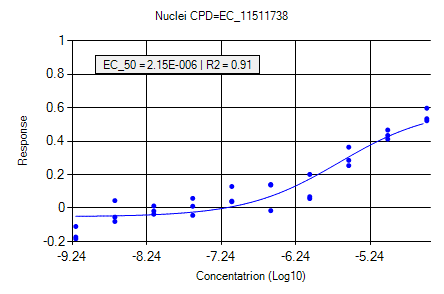 Nuclei CPD=EC_11511738
EC_50 = 2.15E-006 | R2 = 0.91
Response
1
0.8
0.6
0.4
0.2
0
-0.2
-9.24 -8.24 -7.24 -6.24 -5.24
Concentatrion (Log10)